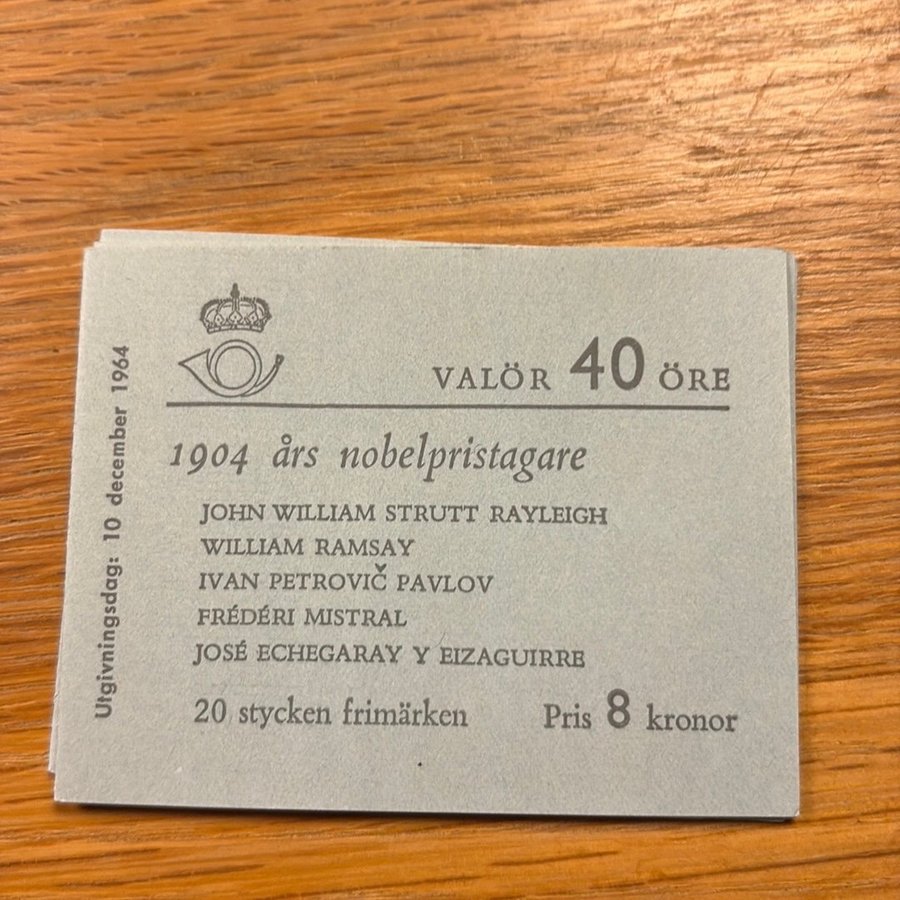 Utgivningsdag: 10 december 1964
VALÖR 40 ÖRE
1904 års nobelpristagare
JOHN WILLIAM STRUTT RAYLEIGH
WILLIAM RAMSAY
IVAN PETROVIČ PAVLOV
FRÉDÉRI MISTRAL
JOSÉ ECHEGARAY Y EIZAGUIRRE
20 stycken frimärken Pris 8 kronor